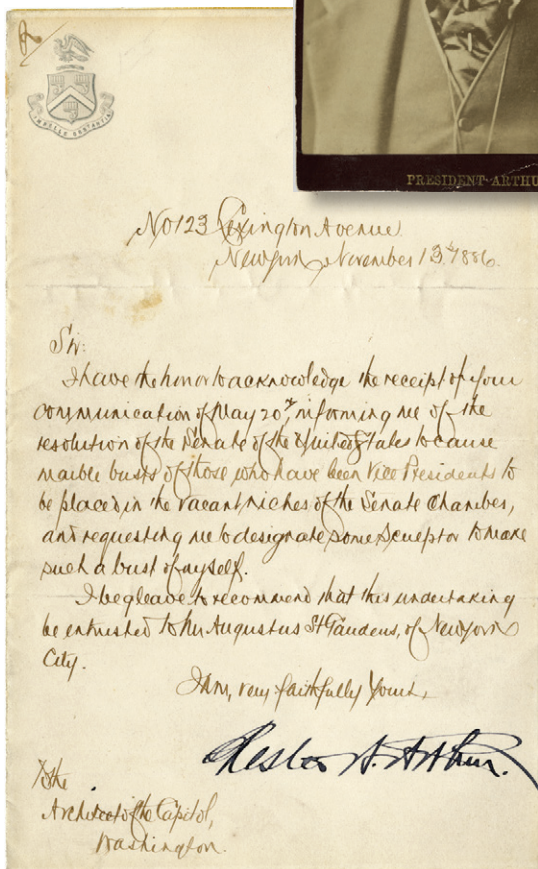 IMPELLE OBSTANTIA
PRESIDENT ARTHU
No 123 Lexington Avenue
New York, November 13th, 1886.
Sir:
I have the honor to acknowledge the receipt of your
communication of May 20th, informing me of the
resolution of the Senate of the United States to cause
marble busts of those who have been Vice Presidents to
be placed in the vacant niches of the Senate Chamber,
and requesting me to designate some sculptor to make
such a bust of myself.
I beg leave to recommend that this undertaking
be entrusted to Mr Augustus St Gaudens, of New York
City.
I am, very faithfully Yours,
Chester A. Arthur.
To the
Architect of the Capitol,
Washington.